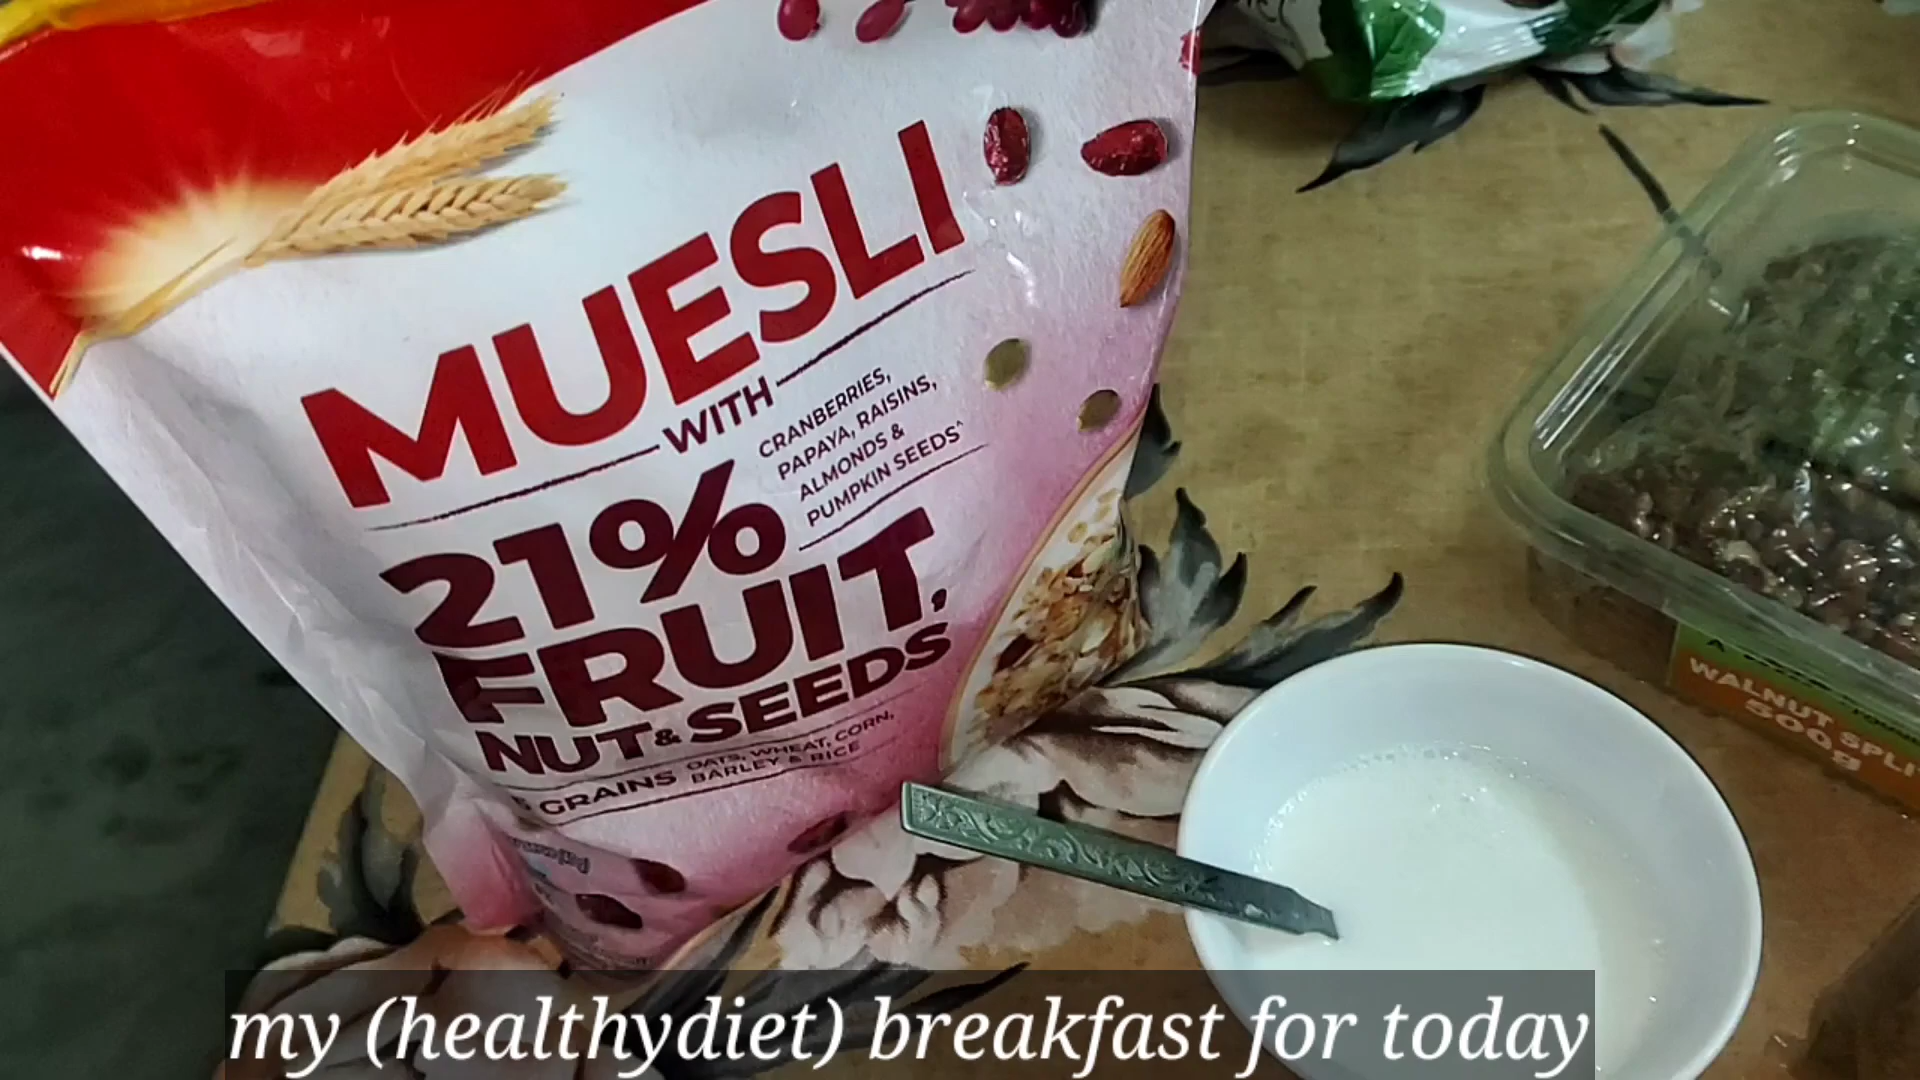 MUESLI
WITH
CRANBERRIES,
PAPAYA, RAISINS,
ALMONDS &
PUMPKIN SEEDS^
21%
FRUIT,
NUT & SEEDS
5 GRAINS
OATS, WHEAT, CORN,
BARLEY & RICE
WALNUT
500g
my (healthydiet) breakfast for today